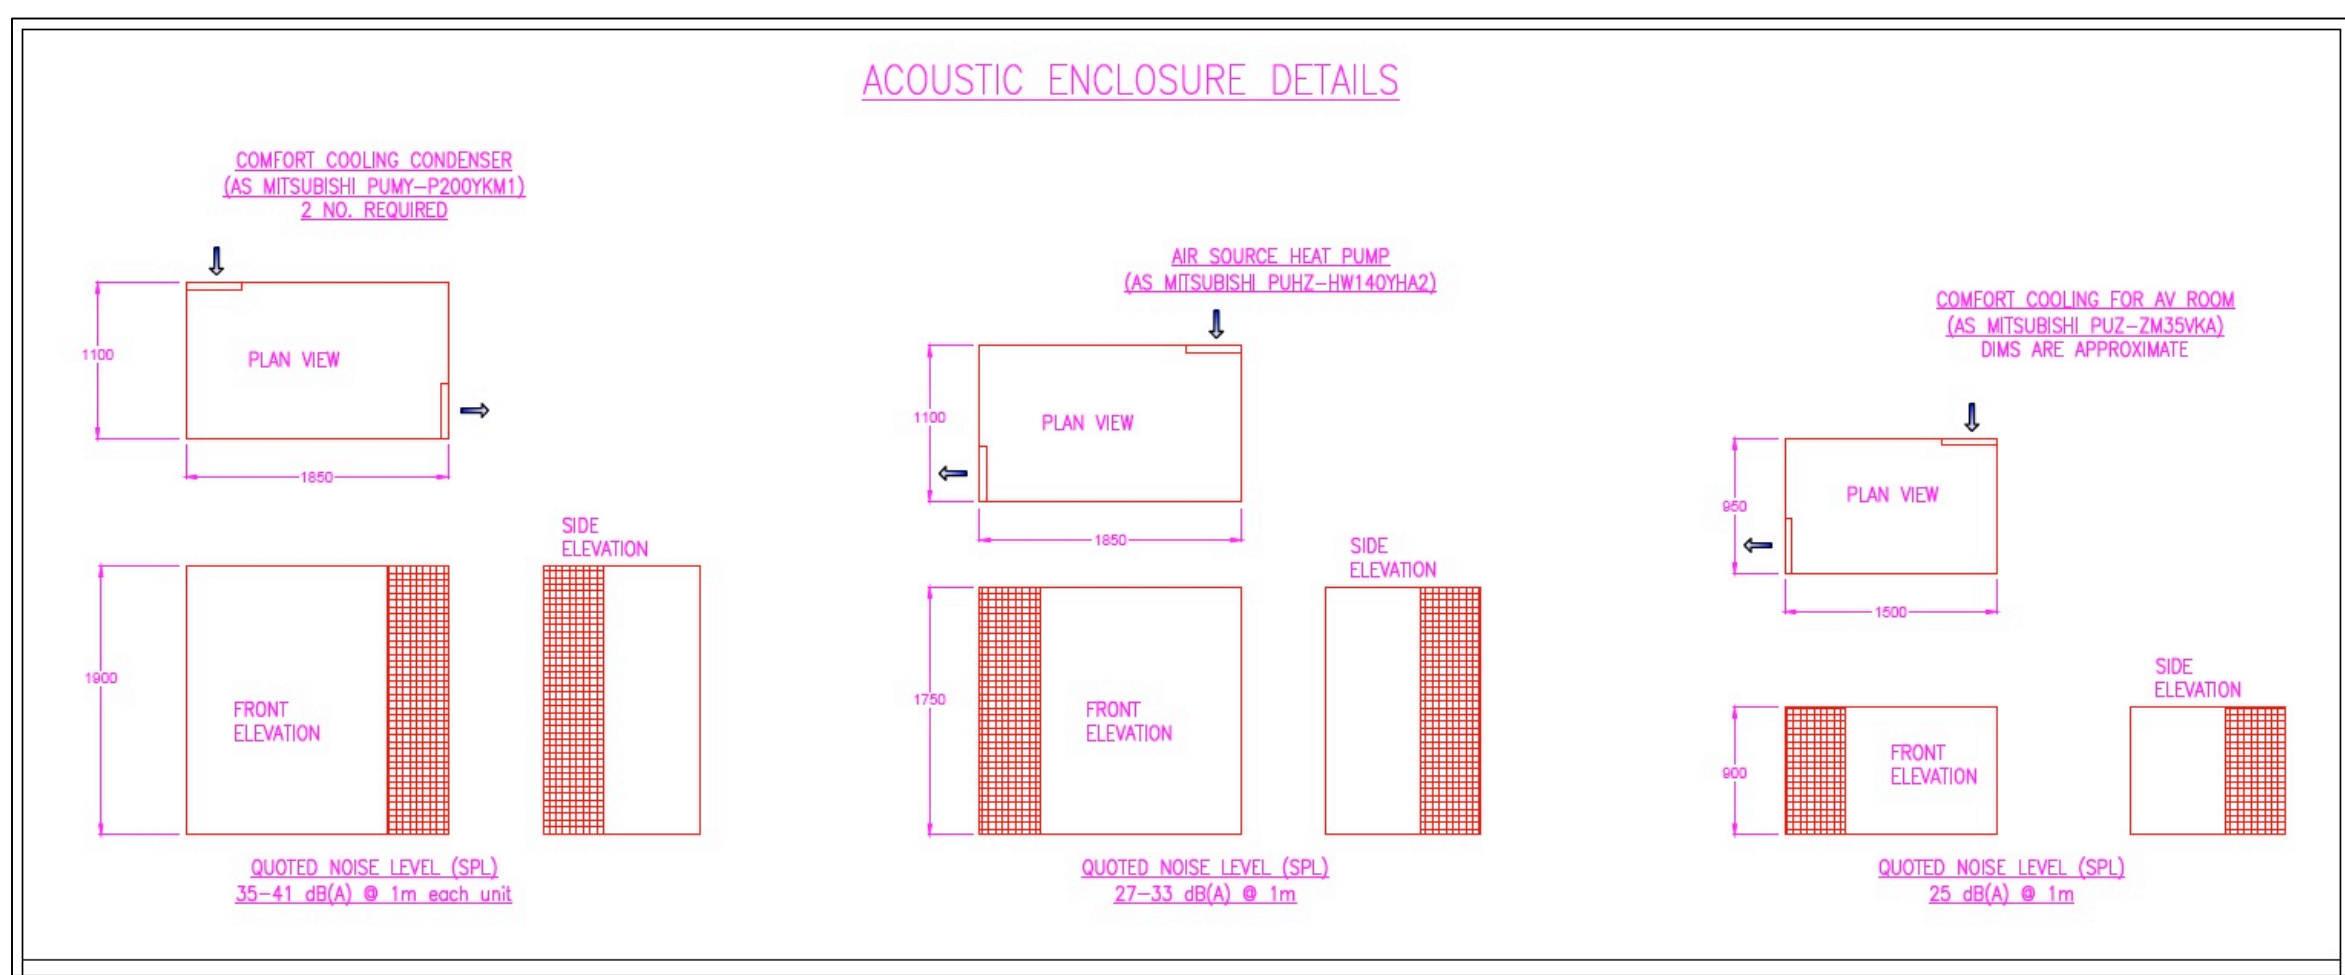 ACOUSTIC ENCLOSURE DETAILS
COMFORT COOLING CONDENSER
(AS MITSUBISHI PUMY-P200YKM1)
2 NO. REQUIRED
1100
PLAN VIEW
1850
SIDE
ELEVATION
1900
FRONT
ELEVATION
QUOTED NOISE LEVEL (SPL)
35-41 dB(A) @ 1m each unit
AIR SOURCE HEAT PUMP
(AS MITSUBISHI PUHZ-HW140YHA2)
1100
PLAN VIEW
1850
SIDE
ELEVATION
1750
FRONT
ELEVATION
QUOTED NOISE LEVEL (SPL)
27-33 dB(A) @ 1m
COMFORT COOLING FOR AV ROOM
(AS MITSUBISHI PUZ-ZM35VKA)
DIMS ARE APPROXIMATE
950
PLAN VIEW
1500
SIDE
ELEVATION
900
FRONT
ELEVATION
QUOTED NOISE LEVEL (SPL)
25 dB(A) @ 1m